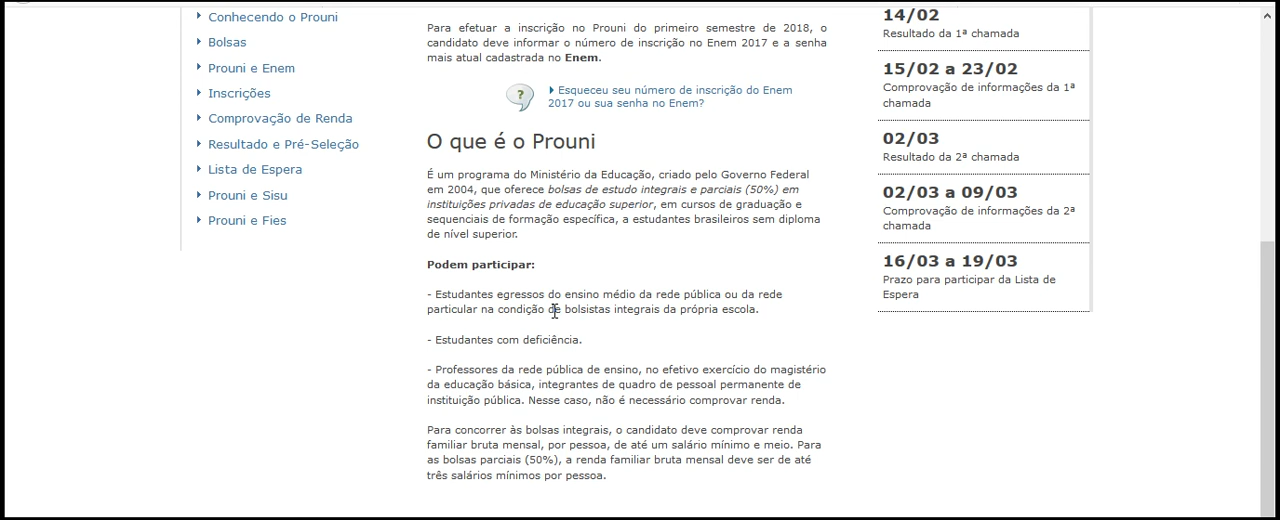 Conhecendo o Prouni
Bolsas
Prouni e Enem
Inscrições
Comprovação de Renda
Resultado e Pré-Seleção
Lista de Espera
Prouni e Sisu
Prouni e Fies
Para efetuar a inscrição no Prouni do primeiro semestre de 2018, o
candidato deve informar o número de inscrição no Enem 2017 e a senha
mais atual cadastrada no Enem.
?
Esqueceu seu número de inscrição do Enem
2017 ou sua senha no Enem?
O que é o Prouni
É um programa do Ministério da Educação, criado pelo Governo Federal
em 2004, que oferece bolsas de estudo integrais e parciais (50%) em
instituições privadas de educação superior, em cursos de graduação e
sequenciais de formação específica, a estudantes brasileiros sem diploma
de nível superior.
Podem participar:
- Estudantes egressos do ensino médio da rede pública ou da rede
particular na condição de bolsistas integrais da própria escola.
- Estudantes com deficiência.
- Professores da rede pública de ensino, no efetivo exercício do magistério
da educação básica, integrantes de quadro de pessoal permanente de
instituição pública. Nesse caso, não é necessário comprovar renda.
Para concorrer às bolsas integrais, o candidato deve comprovar renda
familiar bruta mensal, por pessoa, de até um salário mínimo e meio. Para
as bolsas parciais (50%), a renda familiar bruta mensal deve ser de até
três salários mínimos por pessoa.
14/02
Resultado da 1ª chamada
15/02 a 23/02
Comprovação de informações da 1ª
chamada
02/03
Resultado da 2ª chamada
02/03 a 09/03
Comprovação de informações da 2ª
chamada
16/03 a 19/03
Prazo para participar da Lista de
Espera